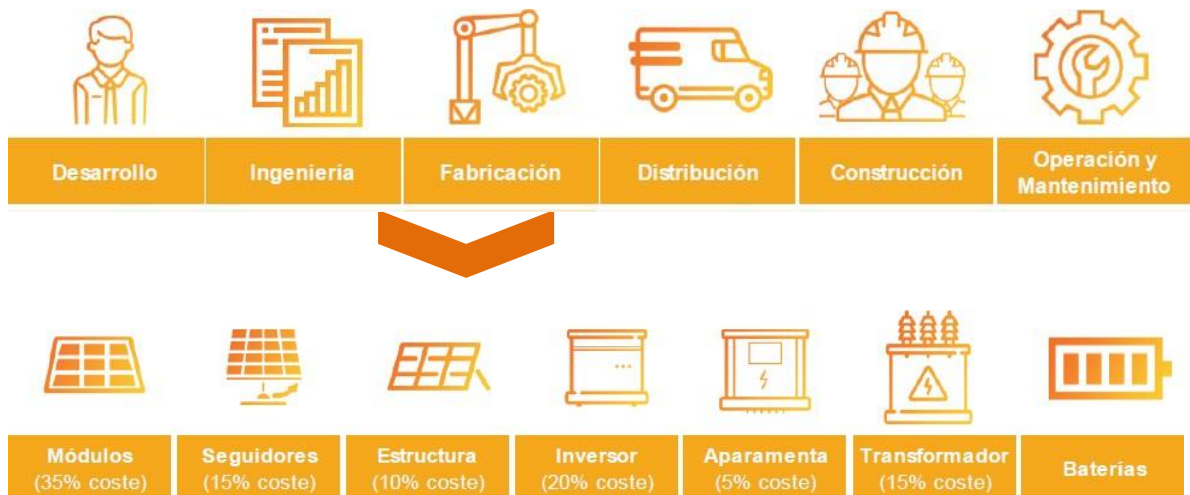 Desarrollo
Ingeniería
Fabricación
Distribución
Construcción
Operación y
Mantenimiento
Módulos
(35% coste)
Seguidores
(15% coste)
Estructura
(10% coste)
Inversor
(20% coste)
Aparamenta
(5% coste)
Transformador
(15% coste)
Baterías